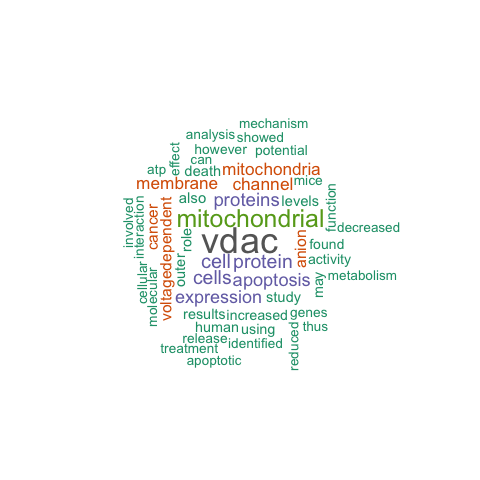 mechanism
analysis
showed
however
potential
effect
can
atp
death
mitochondria
membrane
channel
mice
also
proteins
levels
function
involved
interaction
cancer
voltagedependent
mitochondrial
decreased
role
vdac
anion
found
outer
cell
protein
activity
cellular
molecular
cells
apoptosis
may
metabolism
expression
study
results
increased
genes
human
using
thus
release
identified
reduced
treatment
apoptotic